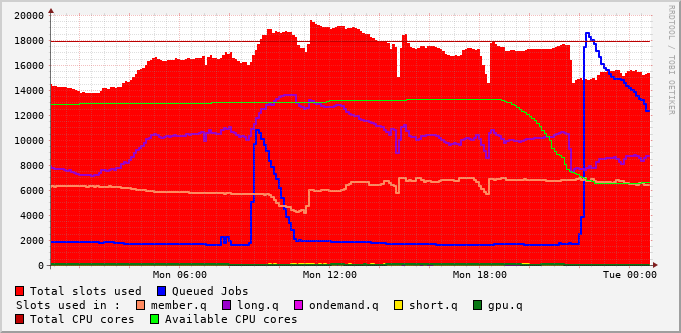 20000
18000
16000
14000
12000
10000
8000
6000
4000
2000
0
Mon 06:00 Mon 12:00 Mon 18:00 Tue 00:00
RRDTOOL / TOBI OETIKER
Total slots used Queued Jobs
Slots used in : member.q long.q ondemand.q short.q gpu.q
Total CPU cores Available CPU cores